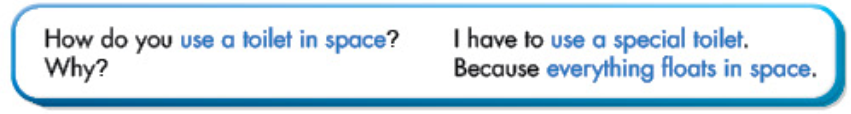 How do you use a toilet in space?
Why?
I have to use a special toilet.
Because everything floats in space.